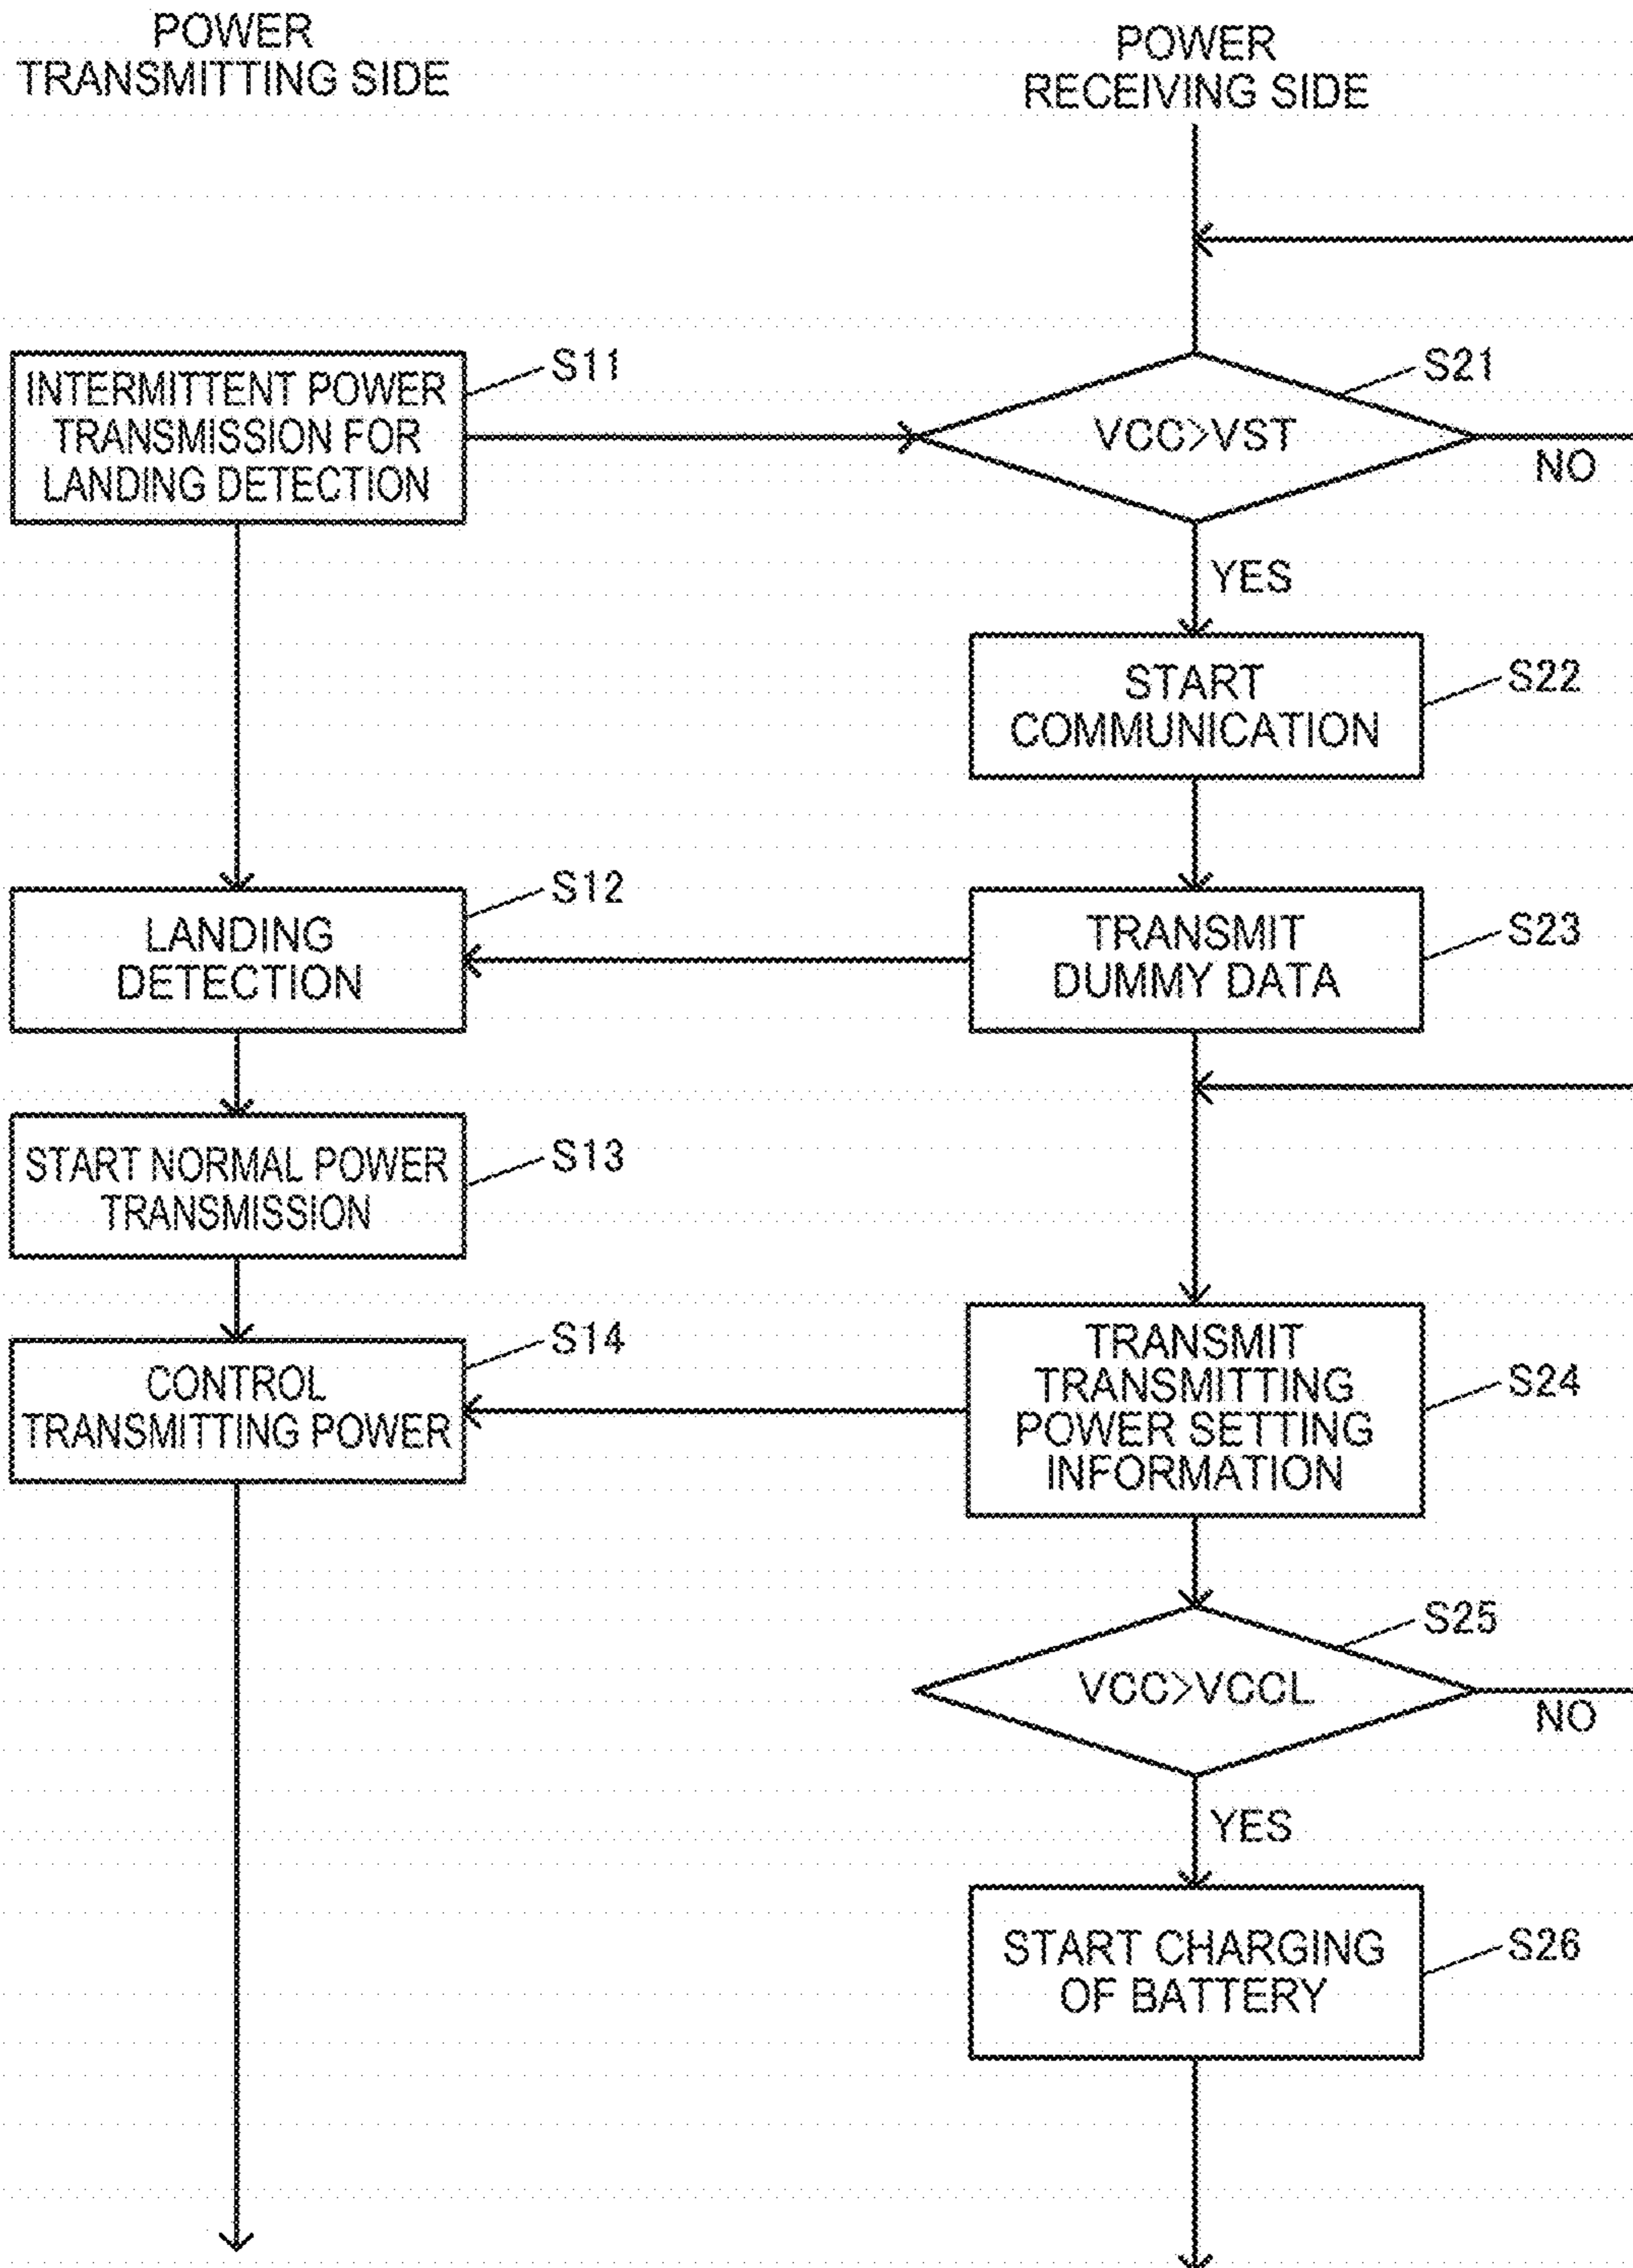 POWER
TRANSMITTING SIDE
POWER
RECEIVING SIDE
INTERMITTENT POWER
TRANSMISSION FOR
LANDING DETECTION
S11
VCC>VST
S21
NO
YES
START
COMMUNICATION
S22
LANDING
DETECTION
S12
TRANSMIT
DUMMY DATA
S23
START NORMAL POWER
TRANSMISSION
S13
CONTROL
TRANSMITTING POWER
S14
TRANSMIT
TRANSMITTING
POWER SETTING
INFORMATION
S24
VCC>VCCL
S25
NO
YES
START CHARGING
OF BATTERY
S26